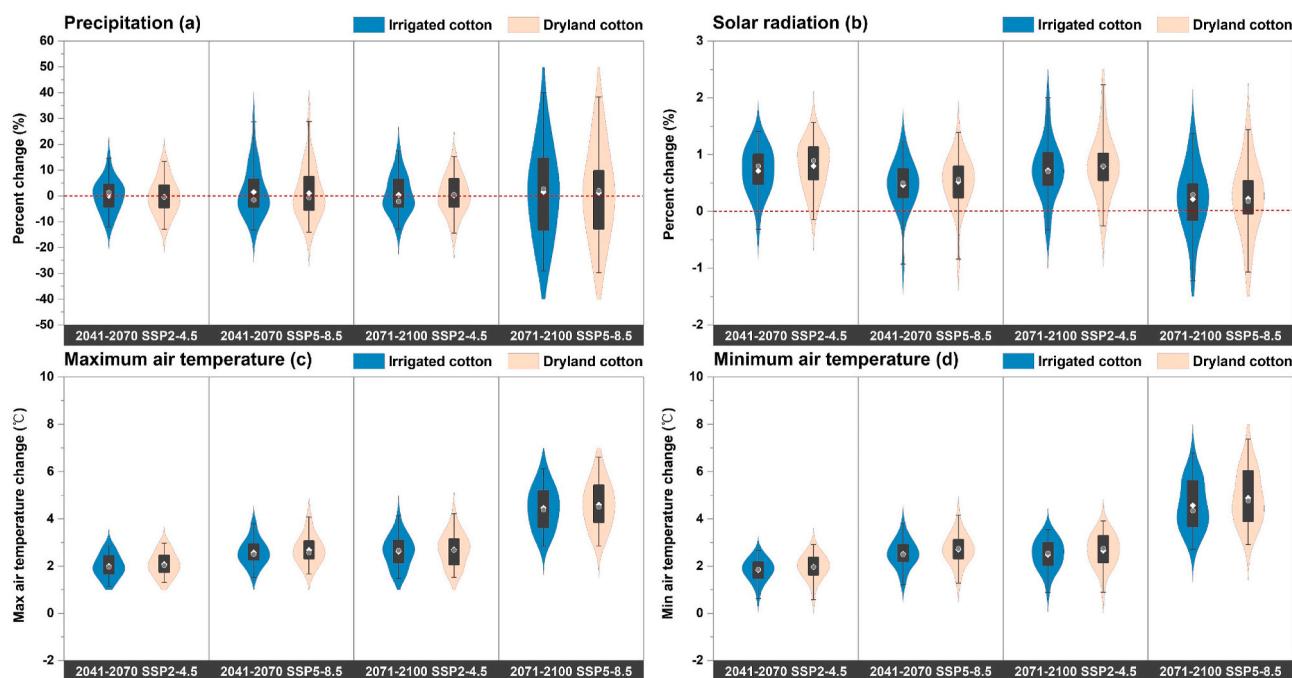 Precipitation (a) Irrigated cotton Dryland cotton
Percent change (%)
60
50
40
30
20
10
0
-10
-20
-30
-40
-50
2041-2070 SSP2-4.5 2041-2070 SSP5-8.5 2071-2100 SSP2-4.5 2071-2100 SSP5-8.5
Solar radiation (b) Irrigated cotton Dryland cotton
Percent change (%)
3
2
1
0
-1
-2
2041-2070 SSP2-4.5 2041-2070 SSP5-8.5 2071-2100 SSP2-4.5 2071-2100 SSP5-8.5
Maximum air temperature (c) Irrigated cotton Dryland cotton
Max air temperature change (℃)
10
8
6
4
2
0
-2
2041-2070 SSP2-4.5 2041-2070 SSP5-8.5 2071-2100 SSP2-4.5 2071-2100 SSP5-8.5
Minimum air temperature (d) Irrigated cotton Dryland cotton
Min air temperature change (℃)
10
8
6
4
2
0
-2
2041-2070 SSP2-4.5 2041-2070 SSP5-8.5 2071-2100 SSP2-4.5 2071-2100 SSP5-8.5